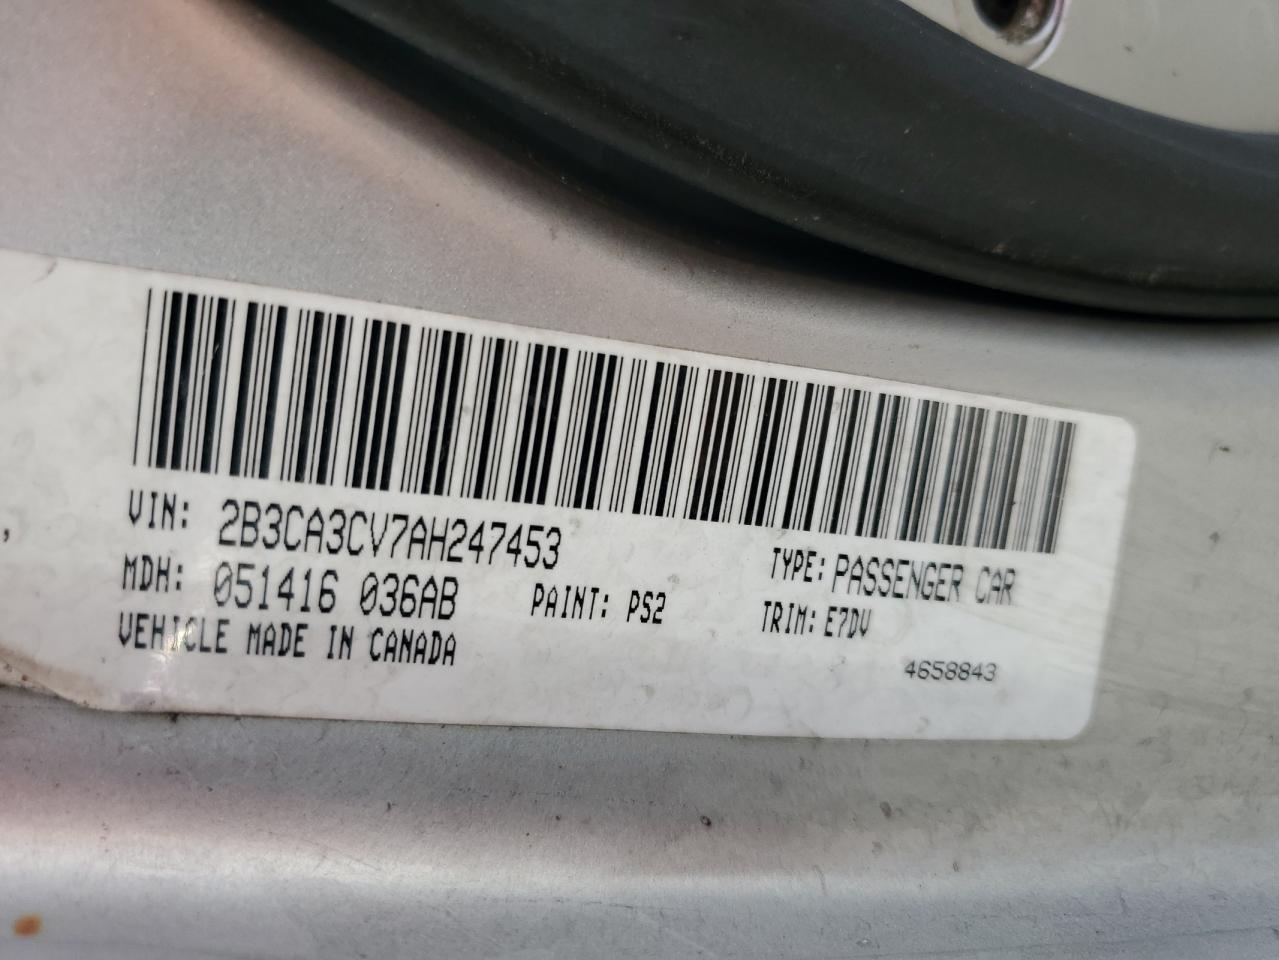 VIN: 2B3CA3CV7AH247453 TYPE: PASSENGER CAR
MDH: 051416 036AB PAINT: PS2 TRIM: E7DV
VEHICLE MADE IN CANADA
4658843